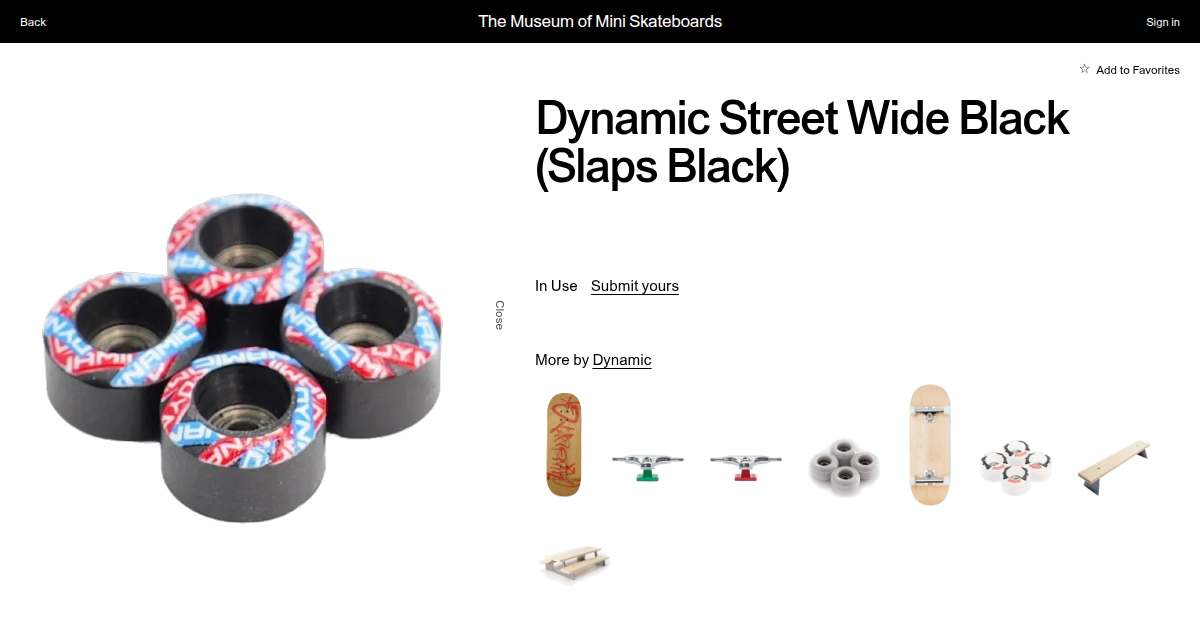 Back
The Museum of Mini Skateboards
Sign in
☆ Add to Favorites
Dynamic Street Wide Black
(Slaps Black)
In Use Submit yours
Close
More by Dynamic